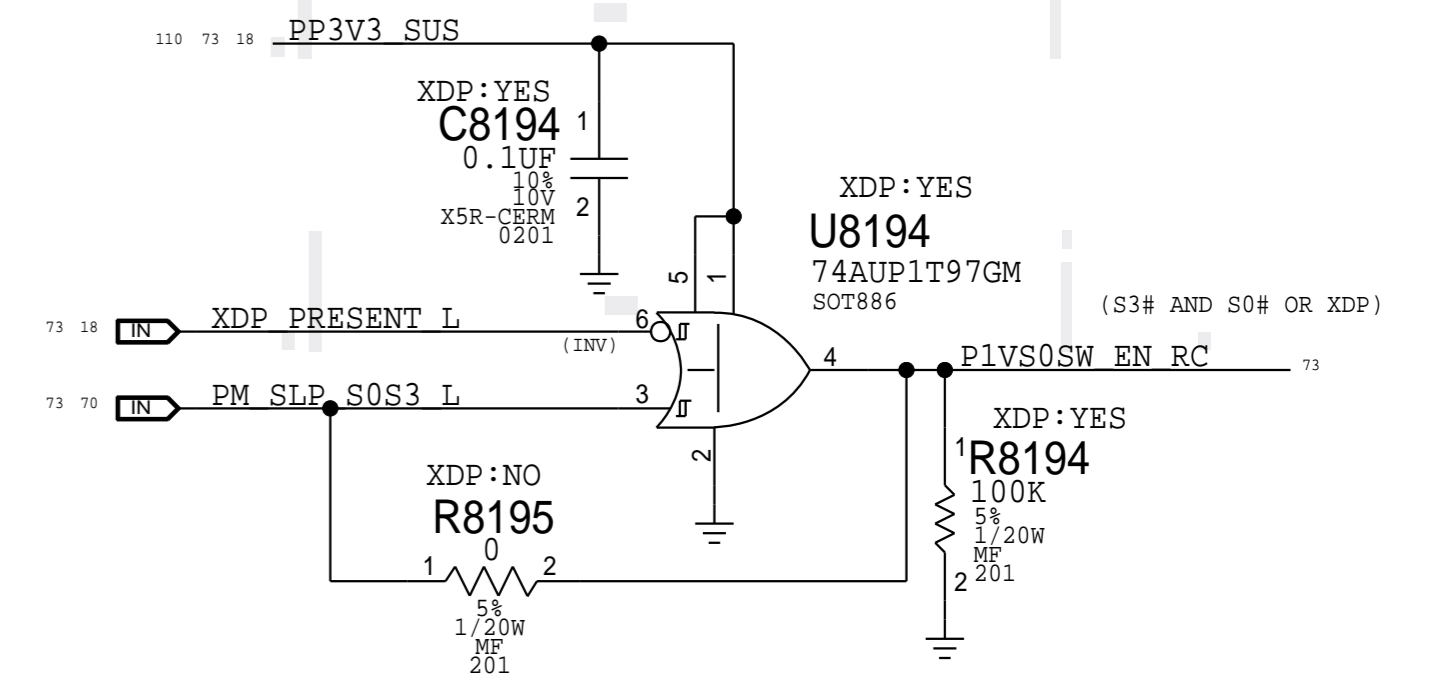 110 73 18 PP3V3_SUS
XDP:YES
C8194
1
0.1UF
10%
10V
X5R-CERM
0201
2
XDP:YES
U8194
74AUP1T97GM
SOT886
5
1
(S3# AND S0# OR XDP)
73 18 IN XDP_PRESENT_L
6
(INV)
4
P1VS0SW_EN_RC
73
73 70 IN PM_SLP_S0S3_L
3
2
XDP:YES
1
R8194
100K
5%
1/20W
MF
201
2
XDP:NO
R8195
0
1
2
5%
1/20W
MF
201